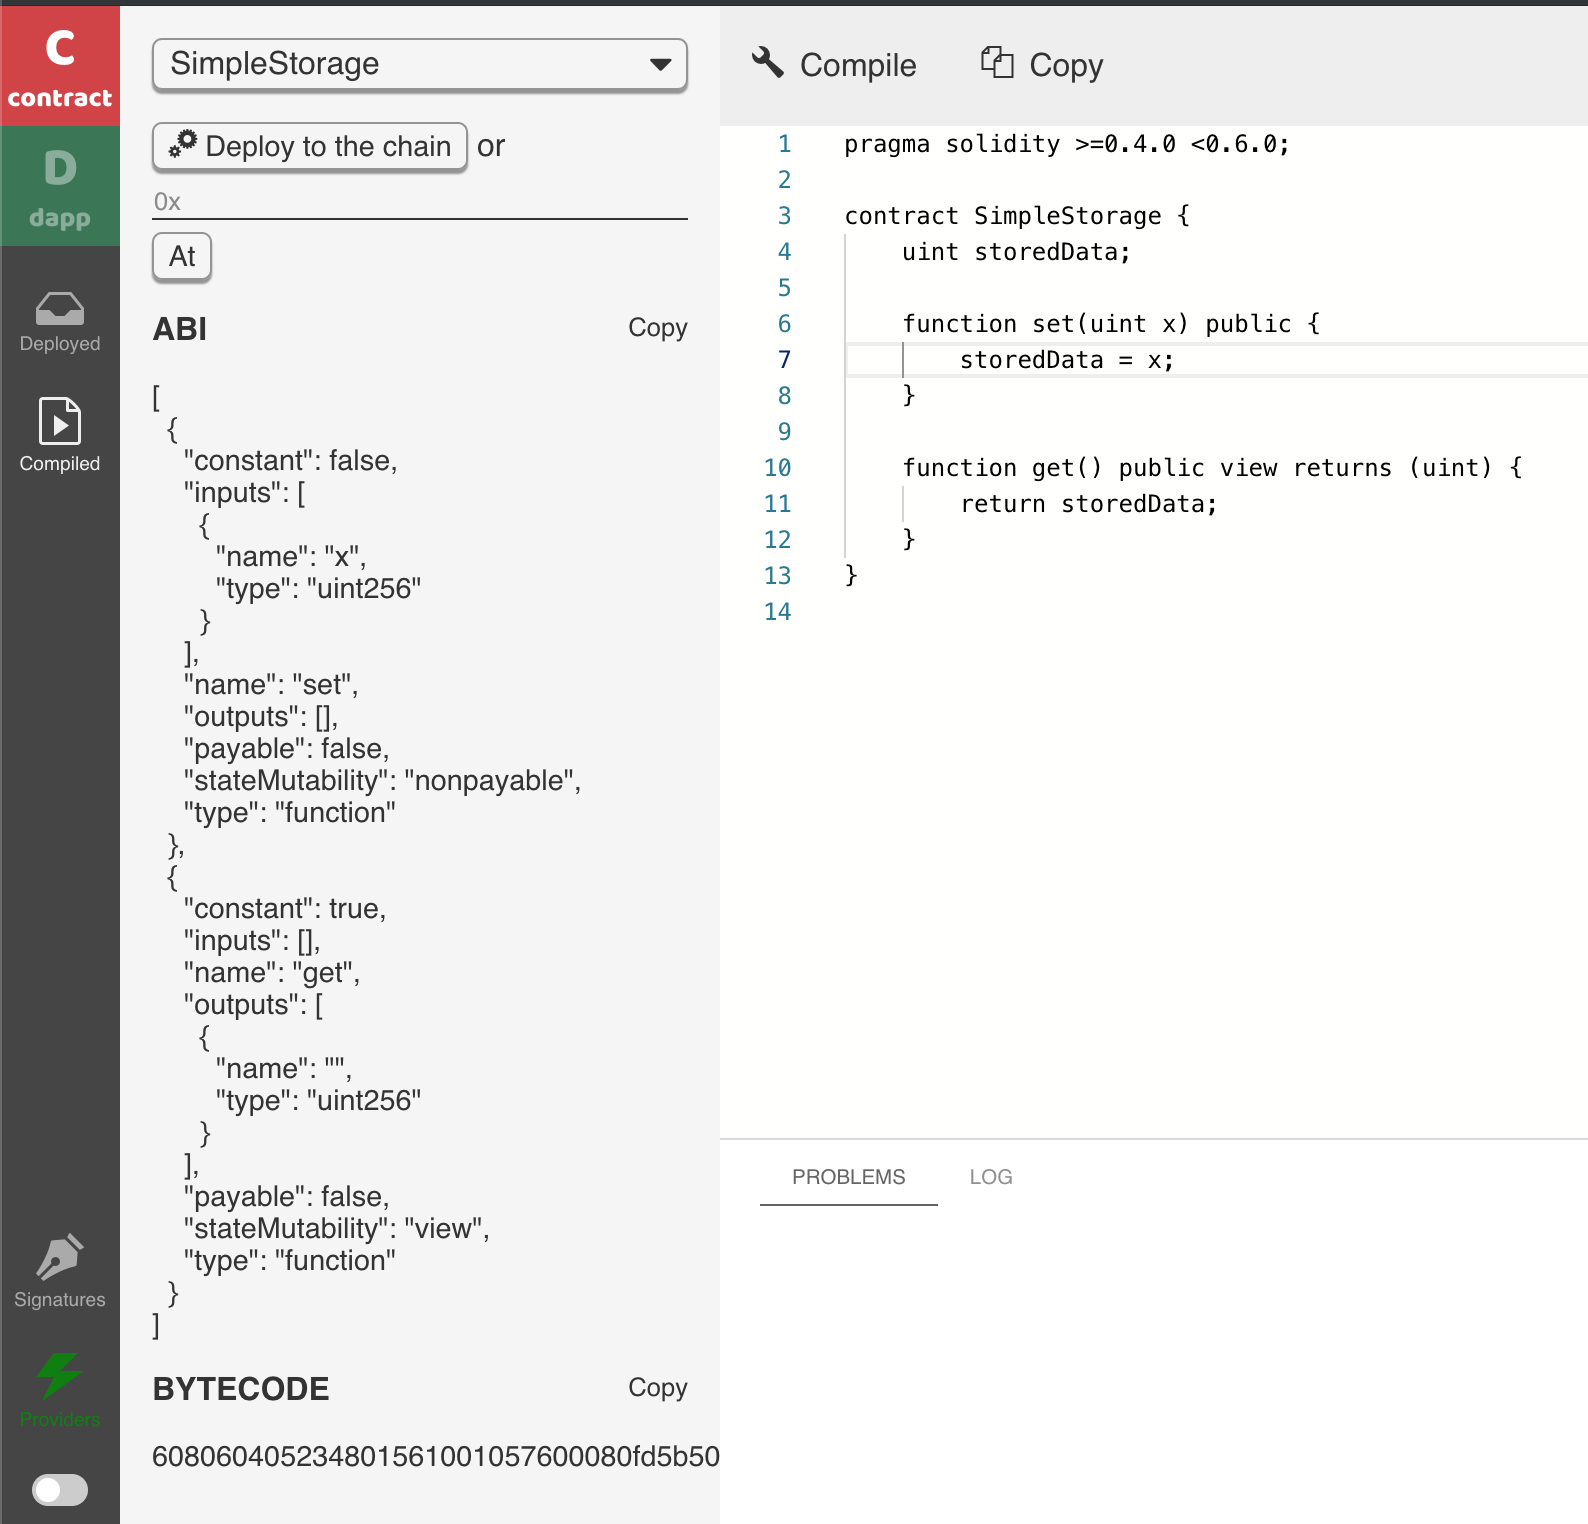 C
contract
D
dapp
Deployed
Compiled
Signatures
Providers
SimpleStorage
Deploy to the chain or
0x
At
ABI Copy
[
{
"constant": false,
"inputs": [
{
"name": "x",
"type": "uint256"
}
],
"name": "set",
"outputs": [],
"payable": false,
"stateMutability": "nonpayable",
"type": "function"
},
{
"constant": true,
"inputs": [],
"name": "get",
"outputs": [
{
"name": "",
"type": "uint256"
}
],
"payable": false,
"stateMutability": "view",
"type": "function"
}
]
BYTECODE Copy
608060405234801561001057600080fd5b50
Compile Copy
1 pragma solidity >=0.4.0 <0.6.0;
2
3 contract SimpleStorage {
4 uint storedData;
5
6 function set(uint x) public {
7 storedData = x;
8 }
9
10 function get() public view returns (uint) {
11 return storedData;
12 }
13 }
14
PROBLEMS LOG